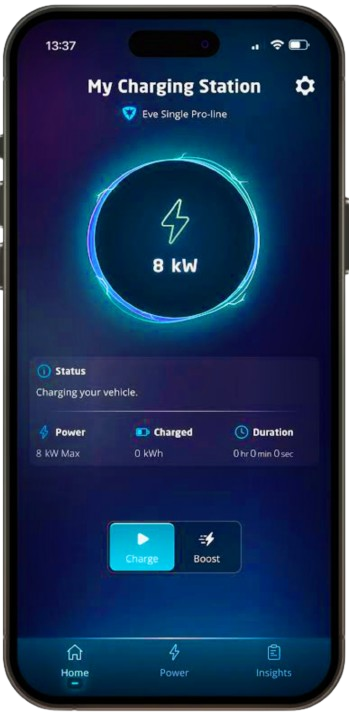 13:37
My Charging Station
Eve Single Pro-line
8 kW
Status
Charging your vehicle.
Power Charged Duration
8 kW Max 0 kWh 0 hr 0 min 0 sec
Charge Boost
Home Power Insights